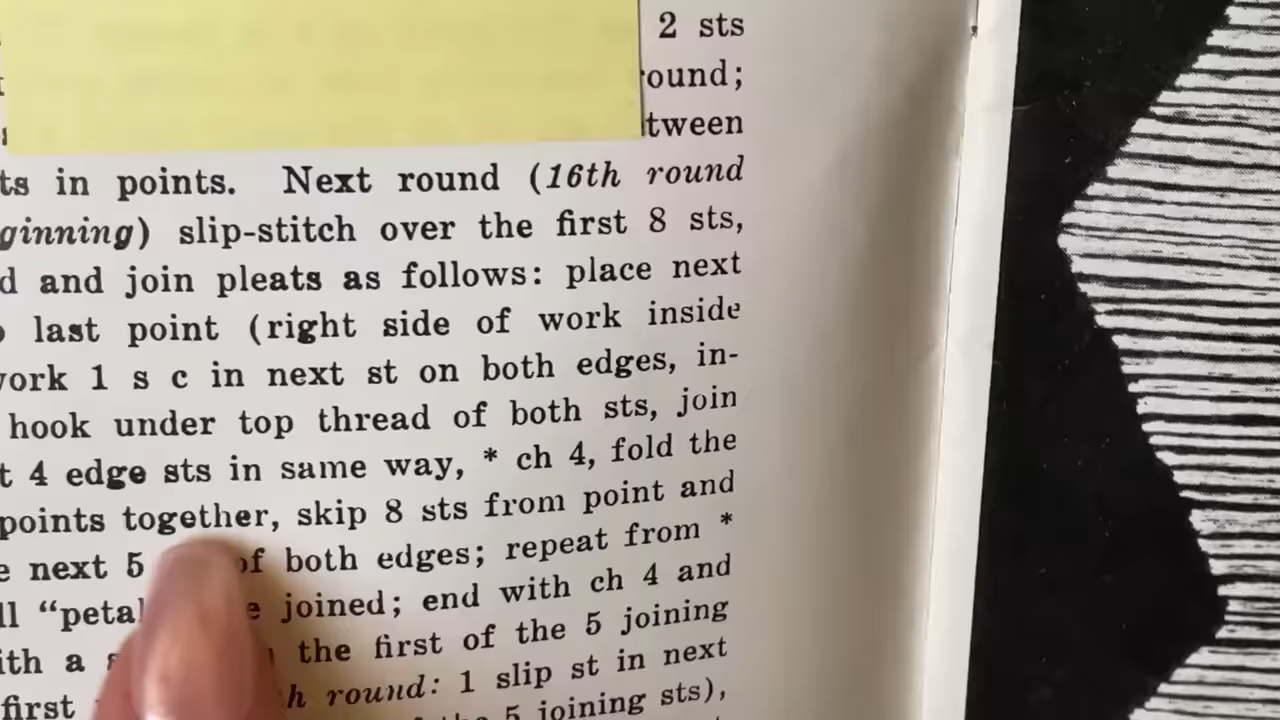 2 sts
ound;
tween
ts in points. Next round (16th round
ginning) slip-stitch over the first 8 sts,
d and join pleats as follows: place next
last point (right side of work inside
work 1 s c in next st on both edges, in-
hook under top thread of both sts, join
t 4 edge sts in same way, * ch 4, fold the
points together, skip 8 sts from point and
e next 5 of both edges; repeat from *
ll “petal e joined; end with ch 4 and
ith a the first of the 5 joining
first h round: 1 slip st in next
the 5 joining sts),